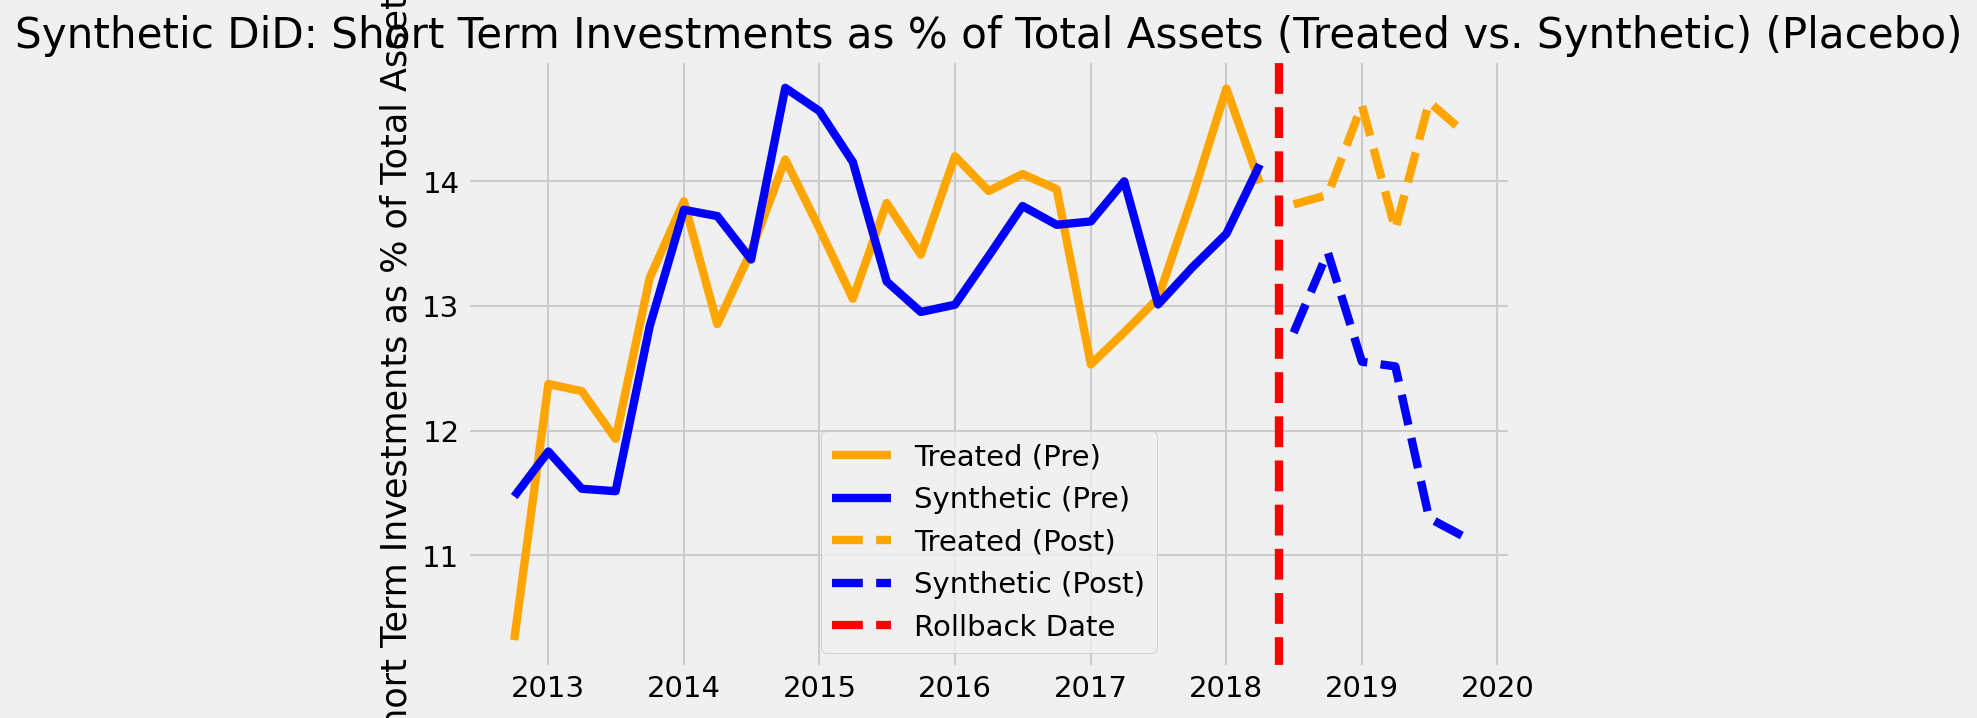 Synthetic DiD: Short Term Investments as % of Total Assets (Treated vs. Synthetic) (Placebo)
hort Term Investments as % of Total Asset
14
13
12
11
Treated (Pre)
Synthetic (Pre)
Treated (Post)
Synthetic (Post)
Rollback Date
2013
2014
2015
2016
2017
2018
2019
2020